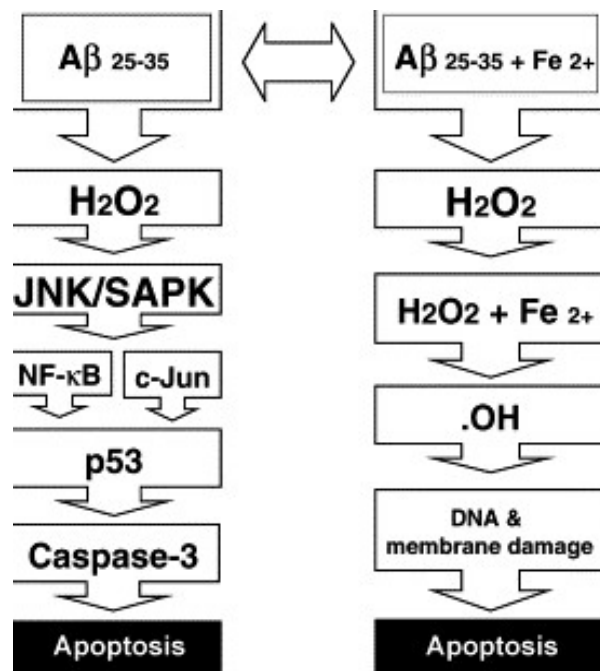 Aβ 25-35
H2O2
JNK/SAPK
NF-κB
c-Jun
p53
Caspase-3
Apoptosis
Aβ 25-35 + Fe 2+
H2O2
H2O2 + Fe 2+
.OH
DNA &
membrane damage
Apoptosis